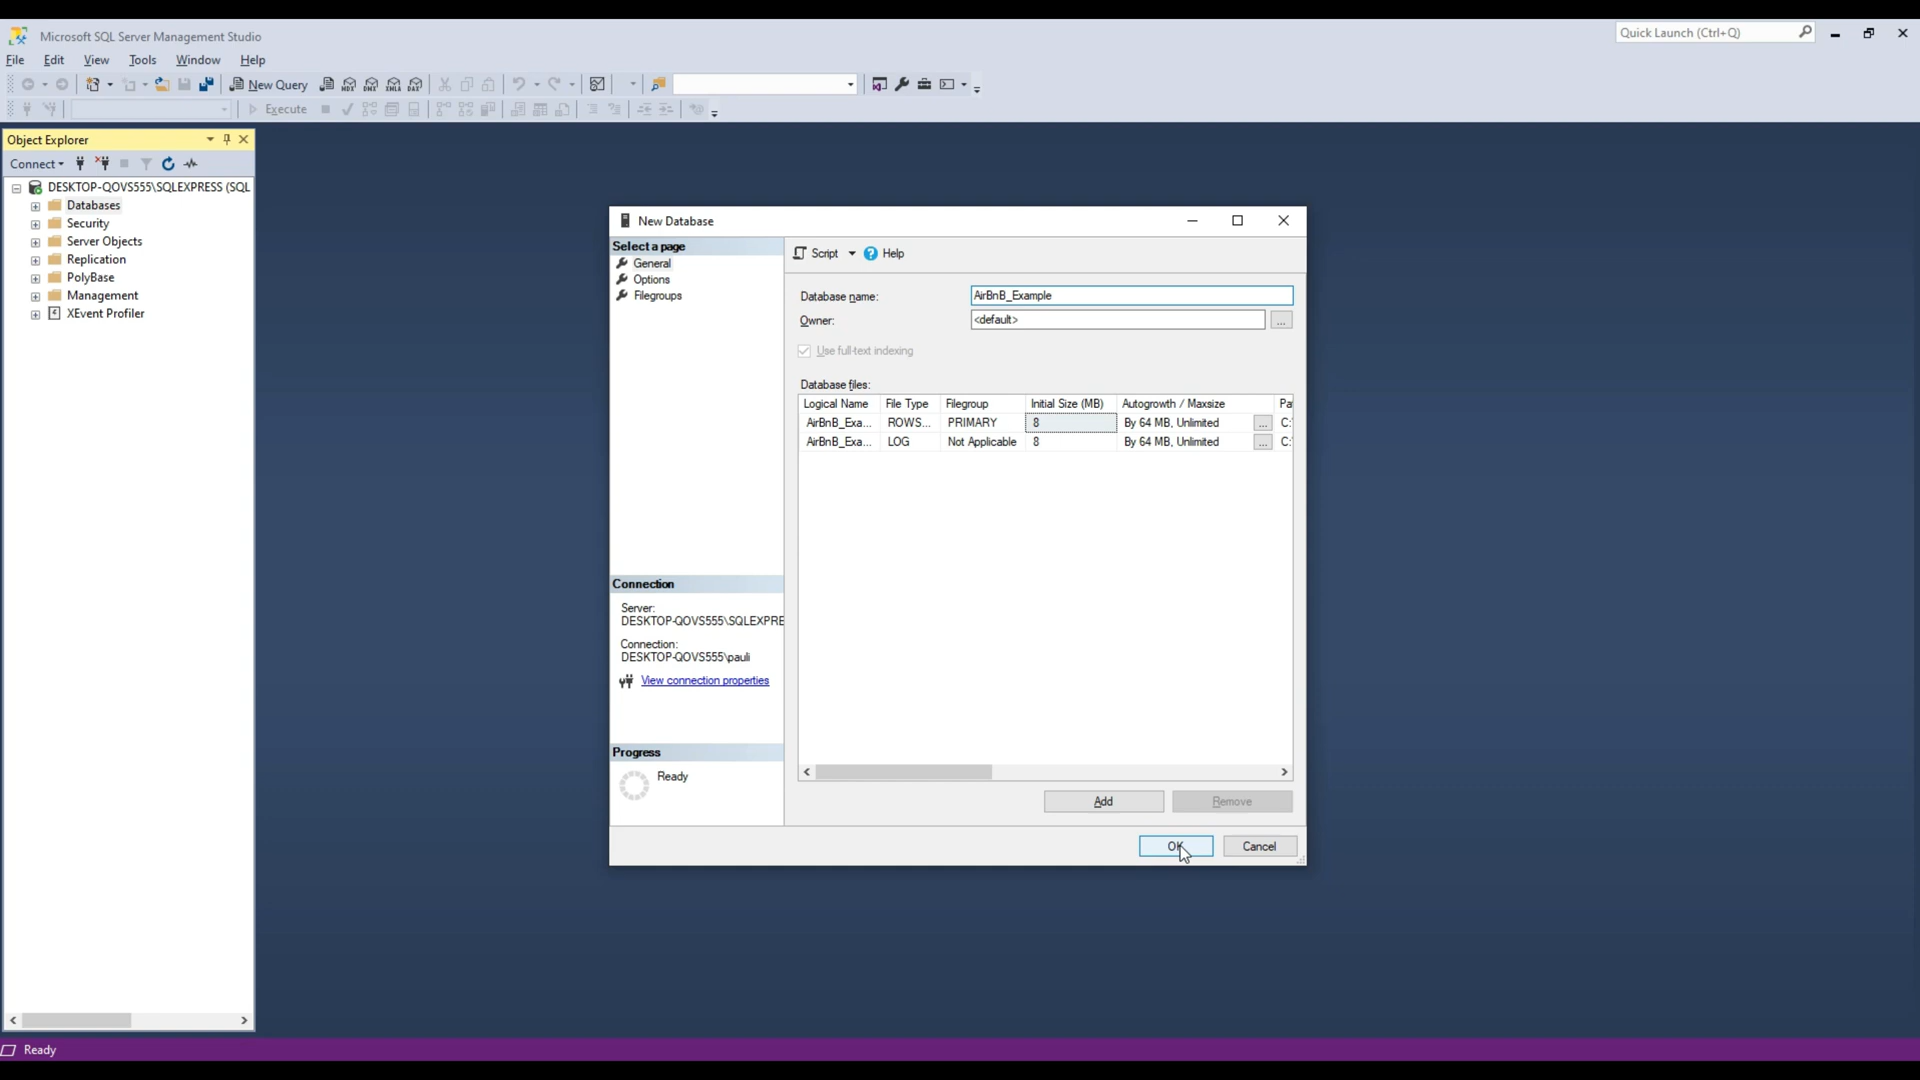 Microsoft SQL Server Management Studio
Quick Launch (Ctrl+Q)
File Edit View Tools Window Help
New Query MDX DMX XMLA DAX
Execute
Object Explorer
Connect
DESKTOP-QOVS555\SQLEXPRESS (SQL
Databases
Security
Server Objects
Replication
PolyBase
Management
XEvent Profiler
New Database
Select a page
General
Options
Filegroups
Script Help
Database name: AirBnB_Example
Owner: <default> ...
Use full-text indexing
Database files:
Logical Name File Type Filegroup Initial Size (MB) Autogrowth / Maxsize Pa
AirBnB_Exa... ROWS... PRIMARY 8 By 64 MB, Unlimited ... C:
AirBnB_Exa... LOG Not Applicable 8 By 64 MB, Unlimited ... C:
Connection
Server:
DESKTOP-QOVS555\SQLEXPRE
Connection:
DESKTOP-QOVS555\pauli
View connection properties
Progress
Ready
Add Remove
OK Cancel
Ready